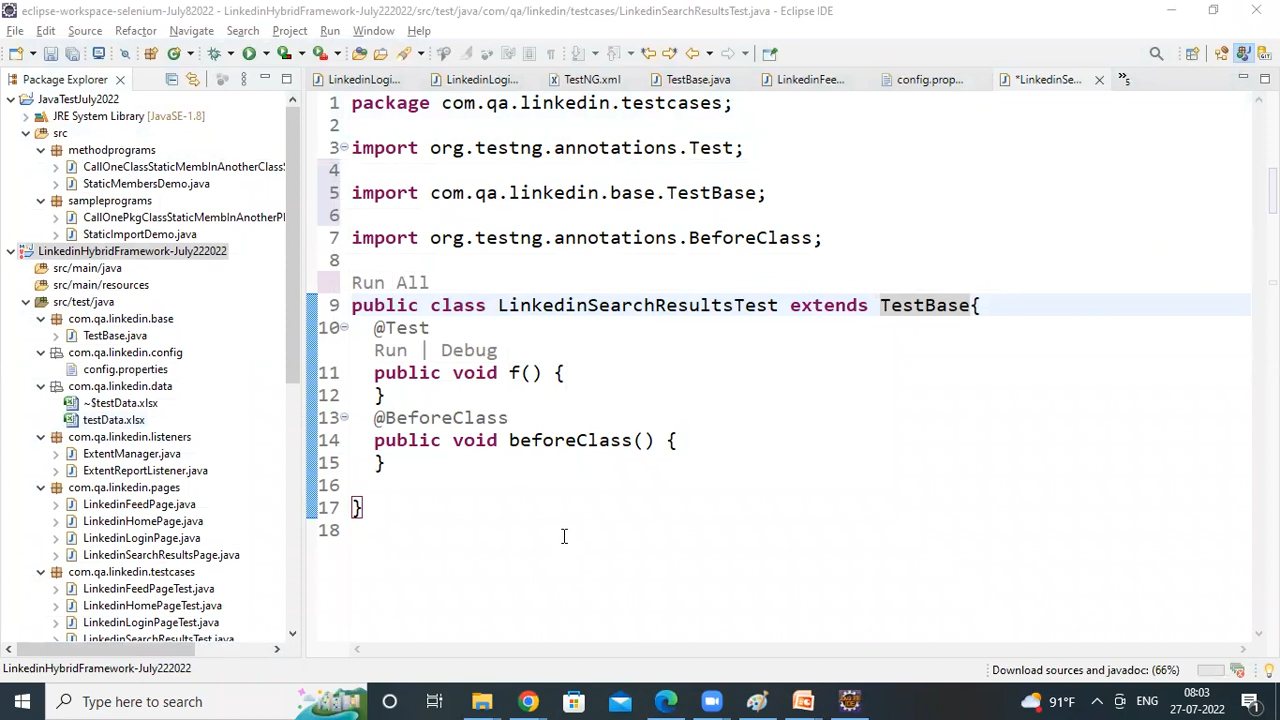 eclipse-workspace-selenium-July82022 - LinkedinHybridFramework-July222022/src/test/java/com/qa/linkedin/testcases/LinkedinSearchResultsTest.java - Eclipse IDE
File Edit Source Refactor Navigate Search Project Run Window Help
Package Explorer
LinkedinLogi...
LinkedinLogi...
TestNG.xml
TestBase.java
LinkedinFee...
config.prop...
*LinkedinSe...
JavaTestJuly2022
JRE System Library [JavaSE-1.8]
src
methodprograms
CallOneClassStaticMembInAnotherClassS
StaticMembersDemo.java
sampleprograms
CallOnePkgClassStaticMembInAnotherPl
StaticImportDemo.java
LinkedinHybridFramework-July222022
src/main/java
src/main/resources
src/test/java
com.qa.linkedin.base
TestBase.java
com.qa.linkedin.config
config.properties
com.qa.linkedin.data
~$testData.xlsx
testData.xlsx
com.qa.linkedin.listeners
ExtentManager.java
ExtentReportListener.java
com.qa.linkedin.pages
LinkedinFeedPage.java
LinkedinHomePage.java
LinkedinLoginPage.java
LinkedinSearchResultsPage.java
com.qa.linkedin.testcases
LinkedinFeedPageTest.java
LinkedinHomePageTest.java
LinkedinLoginPageTest.java
LinkedinSearchResultsTest.java
1 package com.qa.linkedin.testcases;
2
3 import org.testng.annotations.Test;
4
5 import com.qa.linkedin.base.TestBase;
6
7 import org.testng.annotations.BeforeClass;
8
Run All
9 public class LinkedinSearchResultsTest extends TestBase{
10 @Test
Run | Debug
11 public void f() {
12 }
13 @BeforeClass
14 public void beforeClass() {
15 }
16
17 }
18
LinkedinHybridFramework-July222022
Download sources and javadoc: (66%)
Type here to search
91°F
ENG
08:03
27-07-2022
1